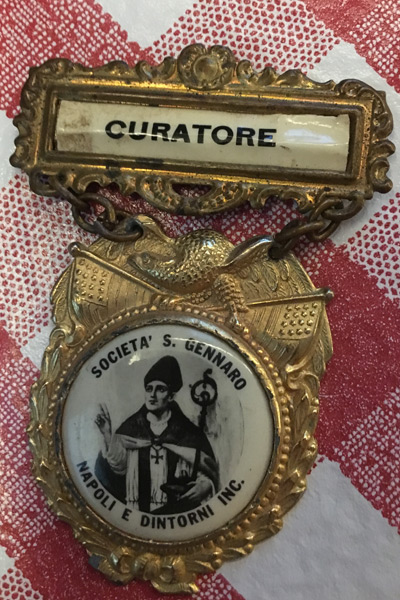 CURATORE
SOCIETA' S. GENNARO
NAPOLI E DINTORNI INC.